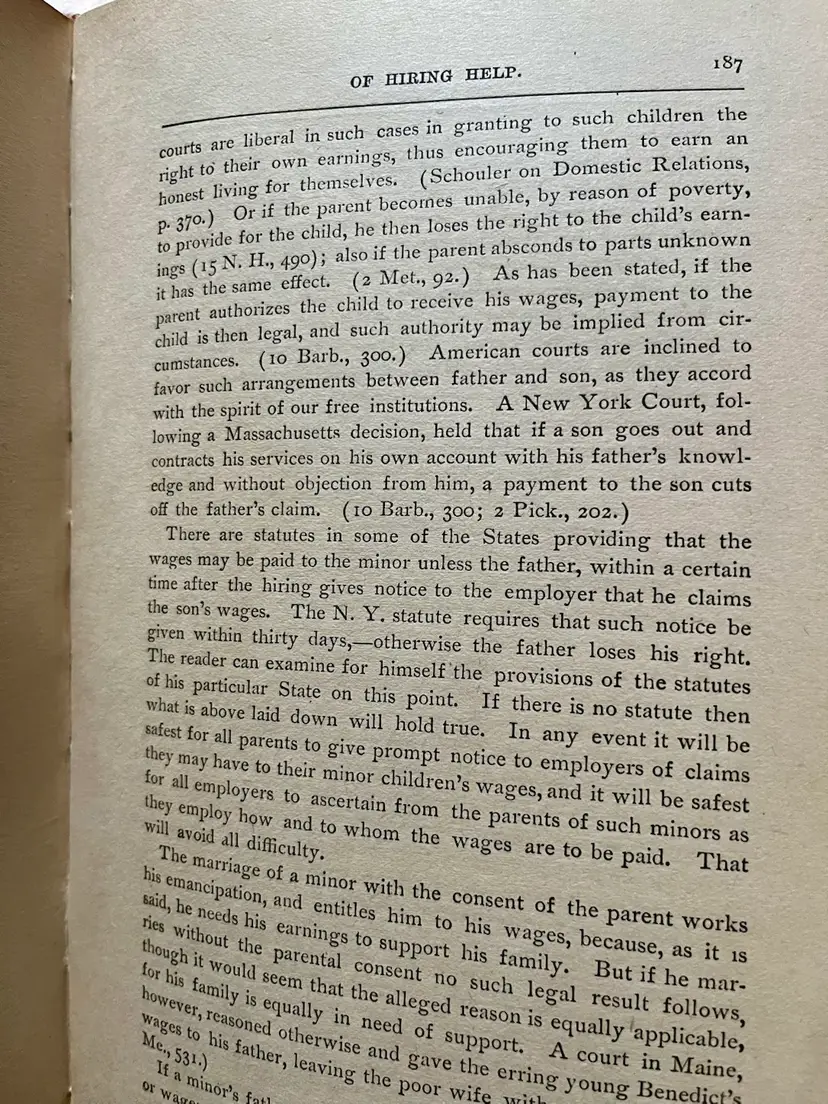 OF HIRING HELP. 187
courts are liberal in such cases in granting to such children the
right to their own earnings, thus encouraging them to earn an
honest living for themselves. (Schouler on Domestic Relations,
p. 370.) Or if the parent becomes unable, by reason of poverty,
to provide for the child, he then loses the right to the child's earn-
ings (15 N. H., 490); also if the parent absconds to parts unknown
it has the same effect. (2 Met., 92.) As has been stated, if the
parent authorizes the child to receive his wages, payment to the
child is then legal, and such authority may be implied from cir-
cumstances. (10 Barb., 300.) American courts are inclined to
favor such arrangements between father and son, as they accord
with the spirit of our free institutions. A New York Court, fol-
lowing a Massachusetts decision, held that if a son goes out and
contracts his services on his own account with his father's knowl-
edge and without objection from him, a payment to the son cuts
off the father's claim. (10 Barb., 300; 2 Pick., 202.)
There are statutes in some of the States providing that the
wages may be paid to the minor unless the father, within a certain
time after the hiring gives notice to the employer that he claims
the son's wages. The N. Y. statute requires that such notice be
given within thirty days,—otherwise the father loses his right.
The reader can examine for himself the provisions of the statutes
of his particular State on this point. If there is no statute then
what is above laid down will hold true. In any event it will be
safest for all parents to give prompt notice to employers of claims
they may have to their minor children's wages, and it will be safest
for all employers to ascertain from the parents of such minors as
they employ how and to whom the wages are to be paid. That
will avoid all difficulty.
The marriage of a minor with the consent of the parent works
his emancipation, and entitles him to his wages, because, as it is
said, he needs his earnings to support his family. But if he mar-
ries without the parental consent no such legal result follows,
though it would seem that the alleged reason is equally applicable,
for his family is equally in need of support. A court in Maine,
however, reasoned otherwise and gave the erring young Benedict's
wages to his father, leaving the poor wife
Me., 531.)
If a minor's
or